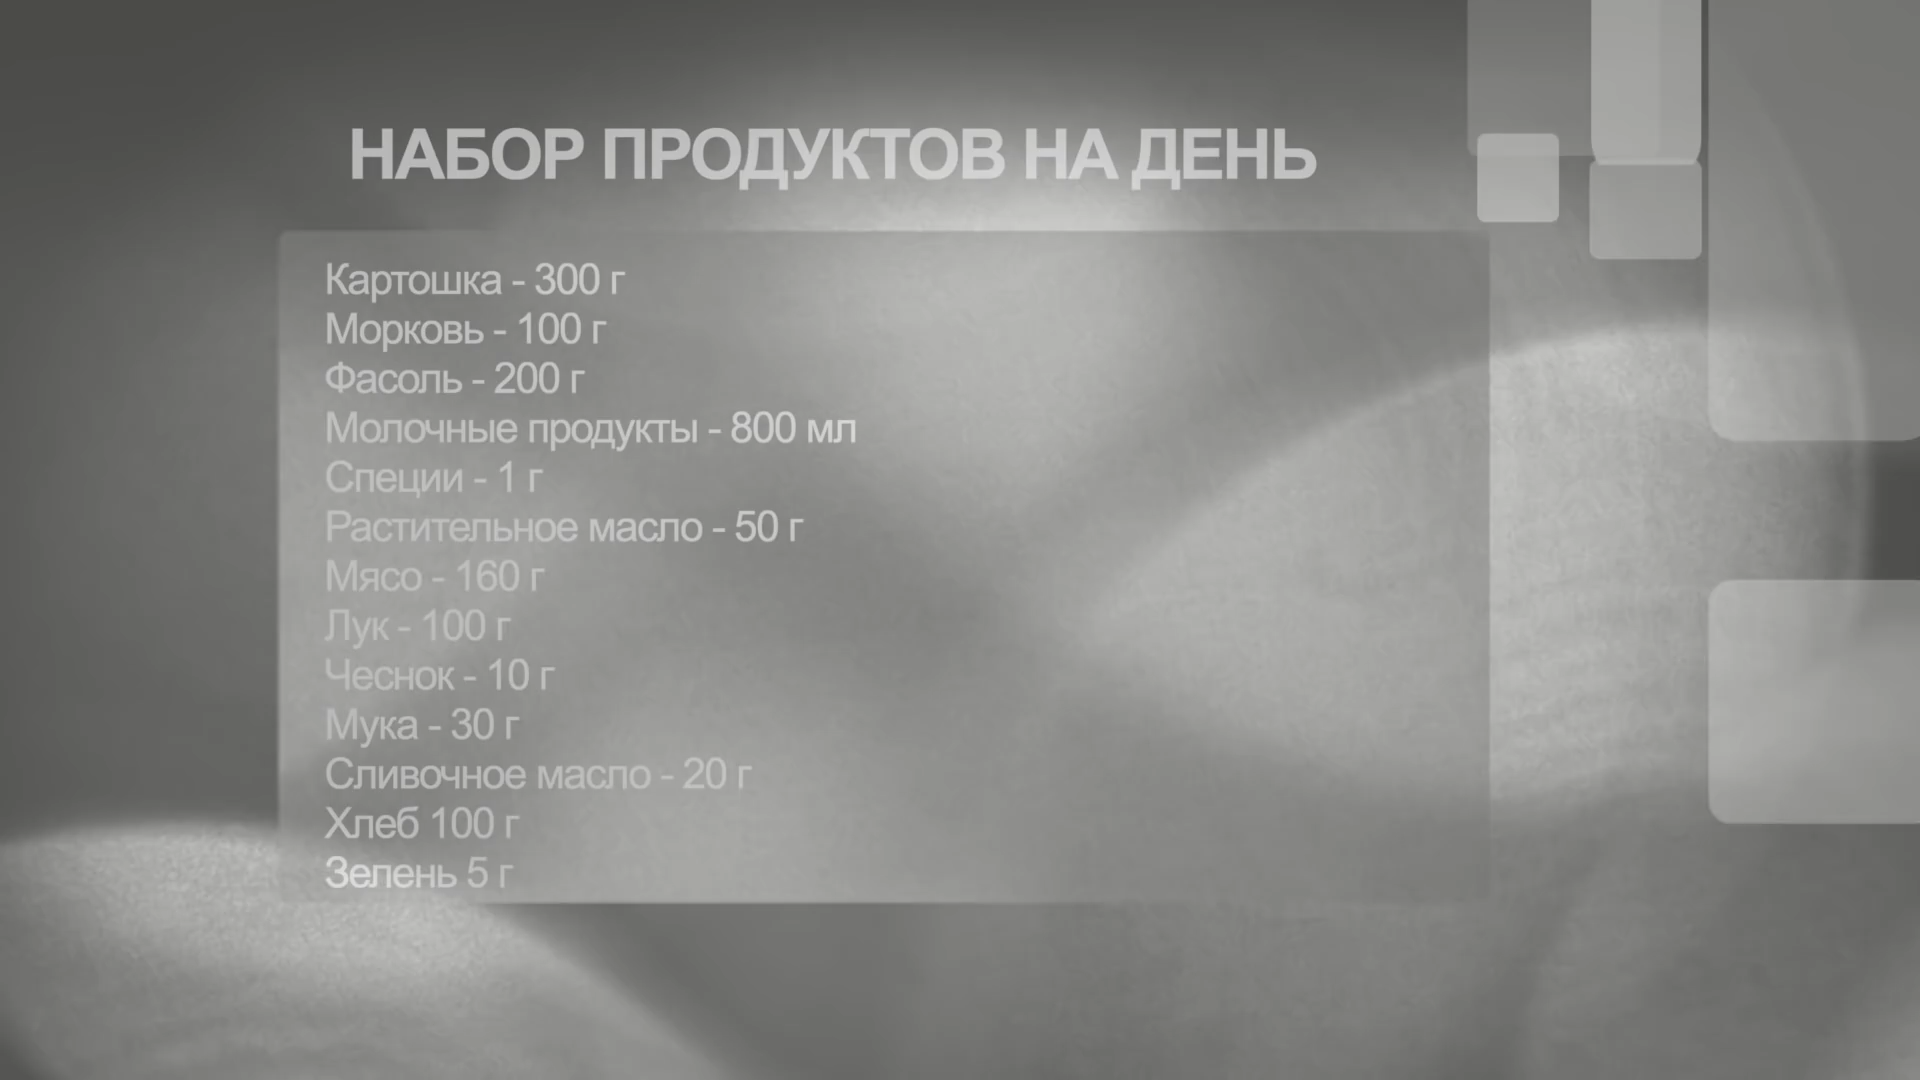 НАБОР ПРОДУКТОВ НА ДЕНЬ
Картошка - 300 г
Морковь - 100 г
Фасоль - 200 г
Молочные продукты - 800 мл
Специи - 1 г
Растительное масло - 50 г
Мясо - 160 г
Лук - 100 г
Чеснок - 10 г
Мука - 30 г
Сливочное масло - 20 г
Хлеб 100 г
Зелень 5 г